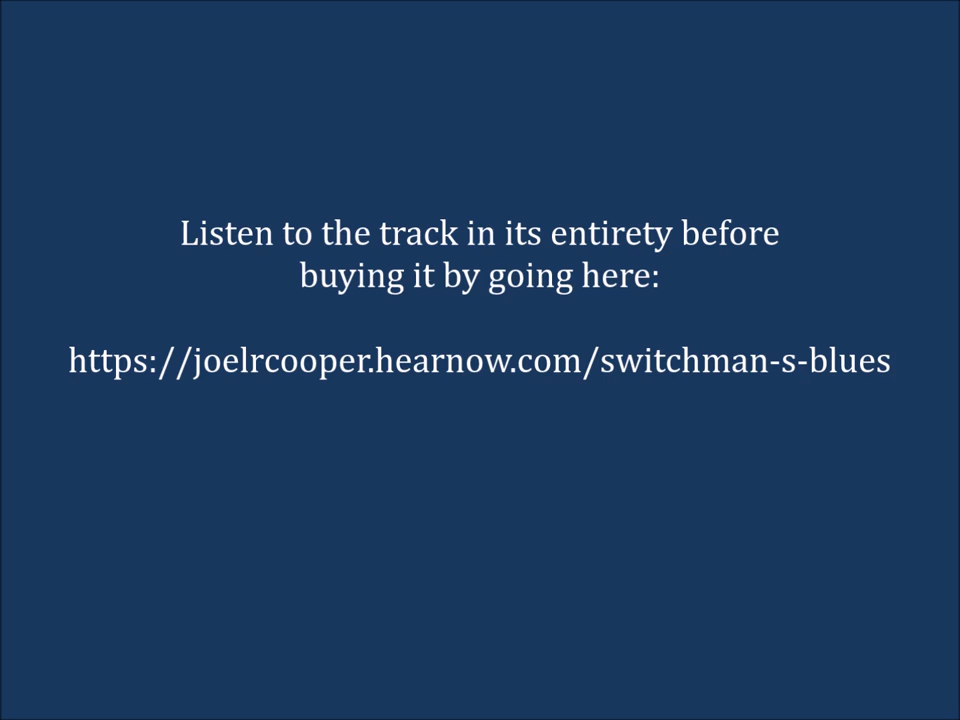 Listen to the track in its entirety before
buying it by going here:
https://joelrcooper.hearnow.com/switchman-s-blues